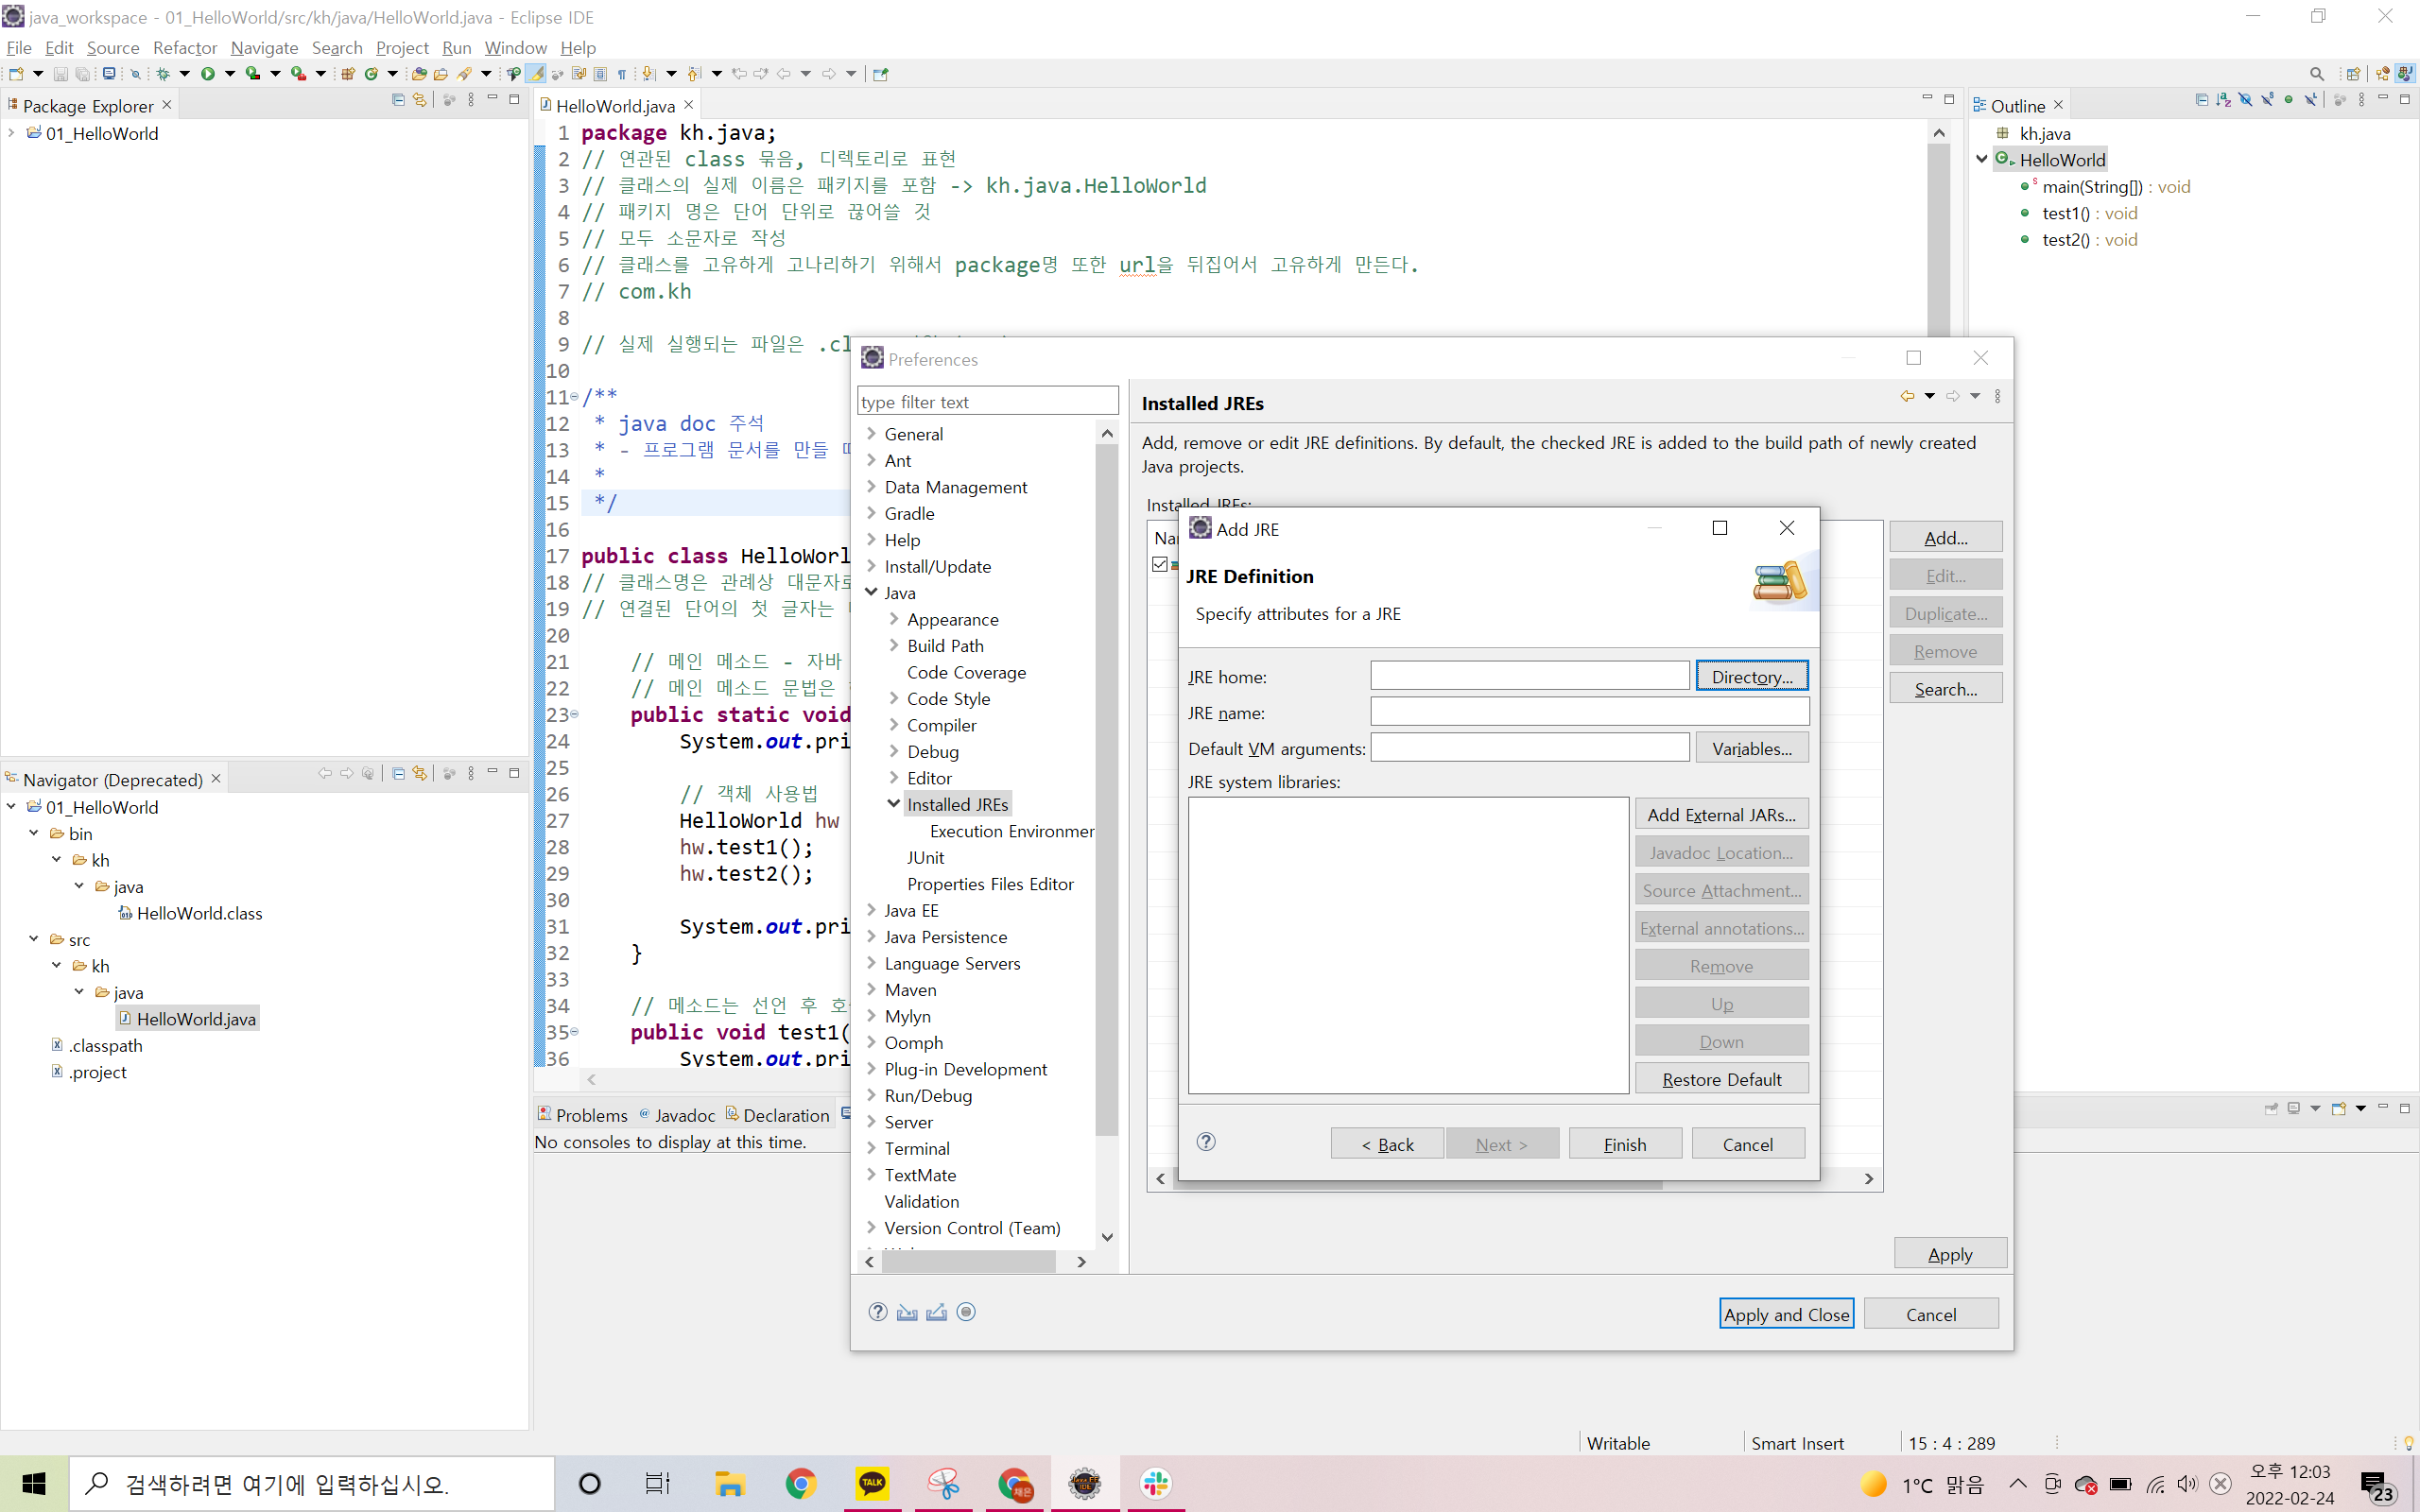 java_workspace - 01_HelloWorld/src/kh/java/HelloWorld.java - Eclipse IDE
File Edit Source Refactor Navigate Search Project Run Window Help
Package Explorer
01_HelloWorld
Navigator (Deprecated)
01_HelloWorld
bin
kh
java
HelloWorld.class
src
kh
java
HelloWorld.java
.classpath
.project
HelloWorld.java
1 package kh.java;
2 // 연관된 class 묶음, 디렉토리로 표현
3 // 클래스의 실제 이름은 패키지를 포함 -> kh.java.HelloWorld
4 // 패키지 명은 단어 단위로 끊어쓸 것
5 // 모두 소문자로 작성
6 // 클래스를 고유하게 고나리하기 위해서 package명 또한 url을 뒤집어서 고유하게 만든다.
7 // com.kh
8
9 // 실제 실행되는 파일은 .cl
10
11 /**
12 * java doc 주석
13 * - 프로그램 문서를 만들
14 *
15 */
16
17 public class HelloWorl
18 // 클래스명은 관례상 대문자로
19 // 연결된 단어의 첫 글자는
20
21 // 메인 메소드 - 자바
22 // 메인 메소드 문법은
23 public static void
24 System.out.pri
25
26 // 객체 사용법
27 HelloWorld hw
28 hw.test1();
29 hw.test2();
30
31 System.out.pri
32 }
33
34 // 메소드는 선언 후 호
35 public void test1(
36 System.out.pri
Outline
kh.java
HelloWorld
main(String[]) : void
test1() : void
test2() : void
Problems Javadoc Declaration
No consoles to display at this time.
Preferences
type filter text
General
Ant
Data Management
Gradle
Help
Install/Update
Java
Appearance
Build Path
Code Coverage
Code Style
Compiler
Debug
Editor
Installed JREs
Execution Environmen
JUnit
Properties Files Editor
Java EE
Java Persistence
Language Servers
Maven
Mylyn
Oomph
Plug-in Development
Run/Debug
Server
Terminal
TextMate
Validation
Version Control (Team)
Installed JREs
Add, remove or edit JRE definitions. By default, the checked JRE is added to the build path of newly created
Java projects.
Installed JREs:
Na
Add...
Edit...
Duplicate...
Remove
Search...
Apply
Apply and Close Cancel
Add JRE
JRE Definition
Specify attributes for a JRE
JRE home: Directory...
JRE name:
Default VM arguments: Variables...
JRE system libraries:
Add External JARs...
Javadoc Location...
Source Attachment...
External annotations...
Remove
Up
Down
Restore Default
< Back Next > Finish Cancel
Writable Smart Insert 15 : 4 : 289
검색하려면 여기에 입력하십시오.
TALK
채은
1°C 맑음
오후 12:03
2022-02-24
23